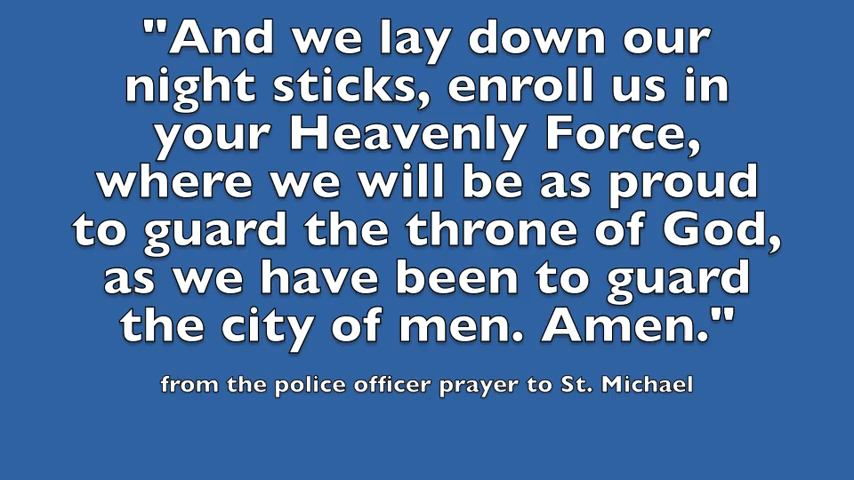 "And we lay down our
night sticks, enroll us in
your Heavenly Force,
where we will be as proud
to guard the throne of God,
as we have been to guard
the city of men. Amen."
from the police officer prayer to St. Michael